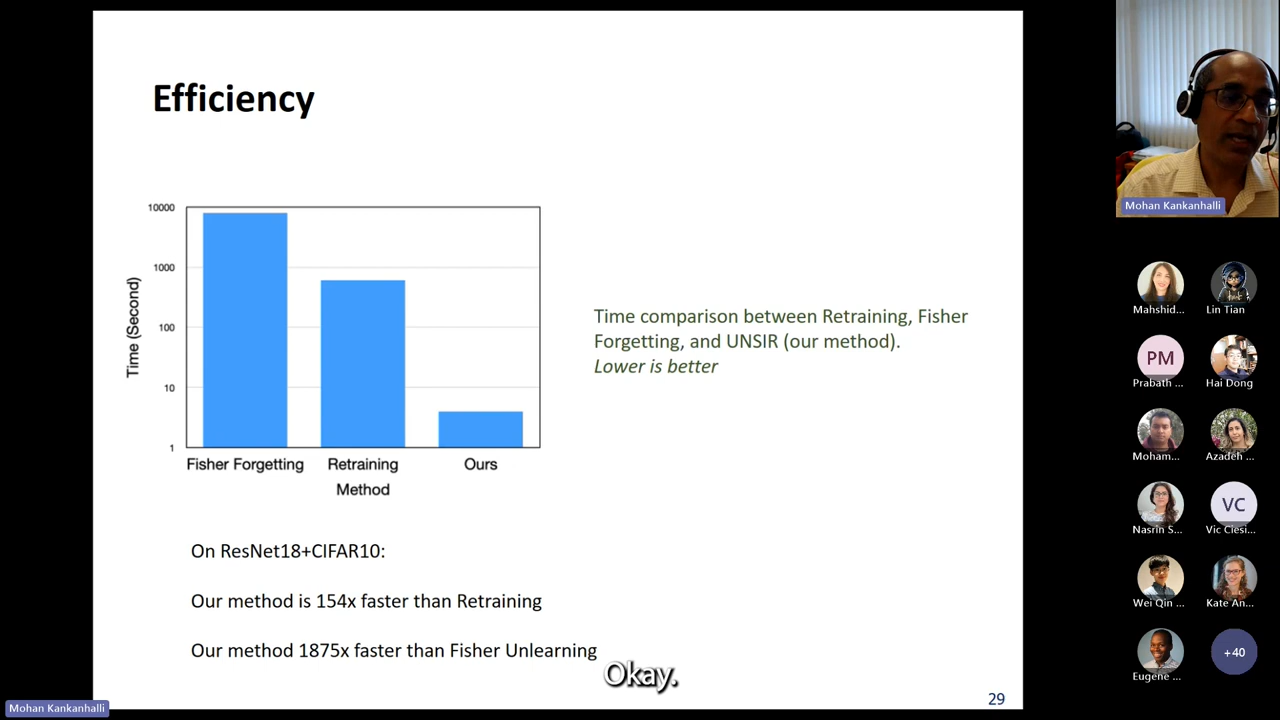 Efficiency
10000
1000
100
10
1
Time (Second)
Fisher Forgetting
Retraining
Ours
Method
Time comparison between Retraining, Fisher
Forgetting, and UNSIR (our method).
Lower is better
On ResNet18+CIFAR10:
Our method is 154x faster than Retraining
Our method 1875x faster than Fisher Unlearning
Okay.
29
Mohan Kankanhalli
Mohan Kankanhalli
Mahshid...
Lin Tian
PM
Prabath ...
Hai Dong
Moham...
Azadeh ...
Nasrin S...
VC
Vic Ciesi...
Wei Qin ...
Kate An...
Eugene ...
+40